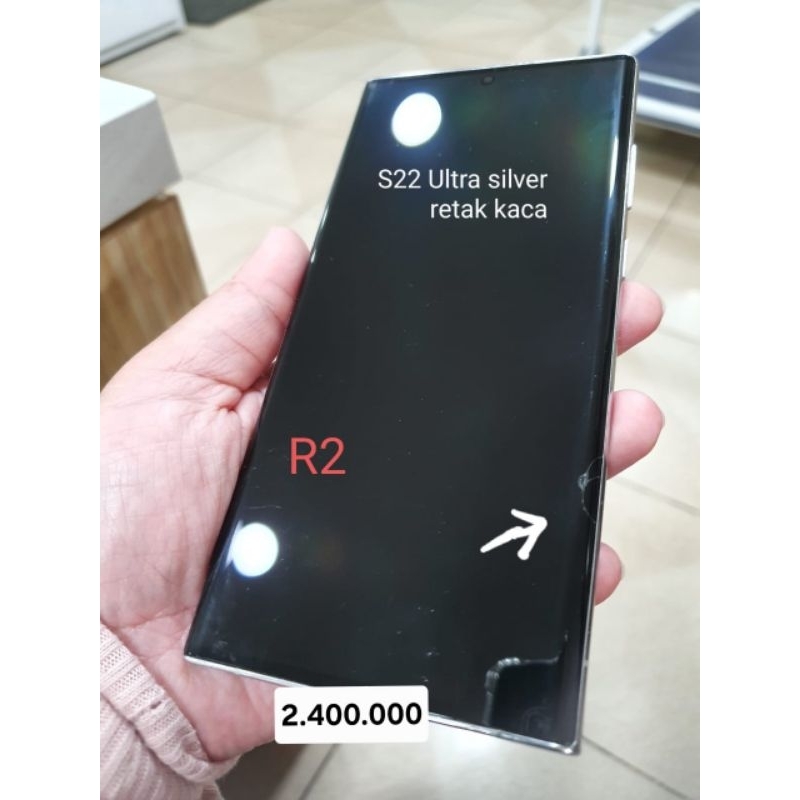 S22 Ultra silver
retak kaca
R2
2.400.000